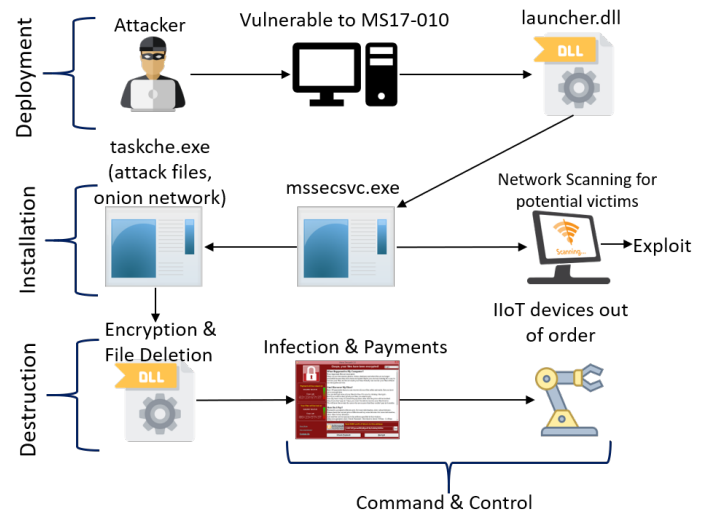 Deployment
Attacker
Vulnerable to MS17-010
launcher.dll
DLL
Installation
taskche.exe
(attack files,
onion network)
mssecsvc.exe
Network Scanning for
potential victims
Scanning...
Exploit
Destruction
Encryption &
File Deletion
DLL
Infection & Payments
IIoT devices out
of order
Command & Control